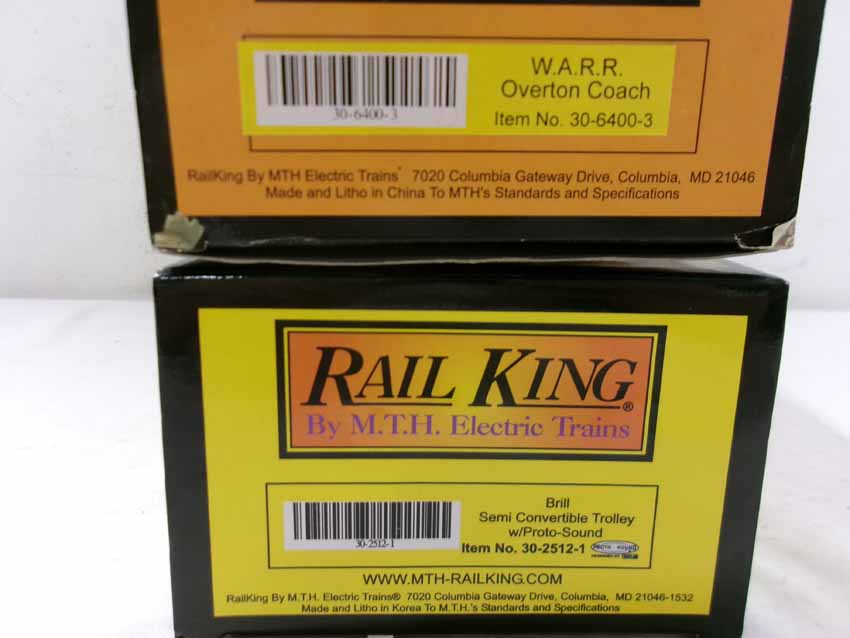 30-6400-3
W.A.R.R.
Overton Coach
Item No. 30-6400-3
RailKing By MTH Electric Trains® 7020 Columbia Gateway Drive, Columbia, MD 21046
Made and Litho in China To MTH's Standards and Specifications
RAIL KING®
By M.T.H. Electric Trains
30-2512-1
Brill
Semi Convertible Trolley
w/Proto-Sound
Item No. 30-2512-1
WWW.MTH-RAILKING.COM
RailKing By M.T.H. Electric Trains® 7020 Columbia Gateway Drive, Columbia, MD 21046-1532
Made and Litho in Korea To M.T.H.'s Standards and Specifications